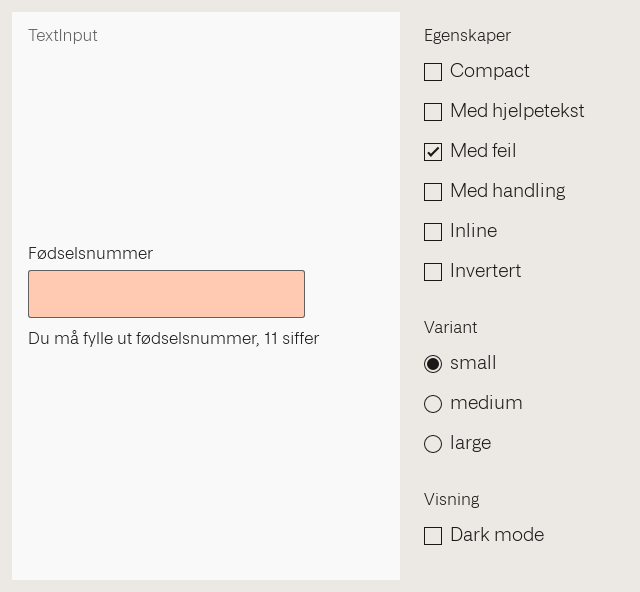 TextInput
Fødselsnummer
Du må fylle ut fødselsnummer, 11 siffer
Egenskaper
Compact
Med hjelpetekst
Med feil
Med handling
Inline
Invertert
Variant
small
medium
large
Visning
Dark mode